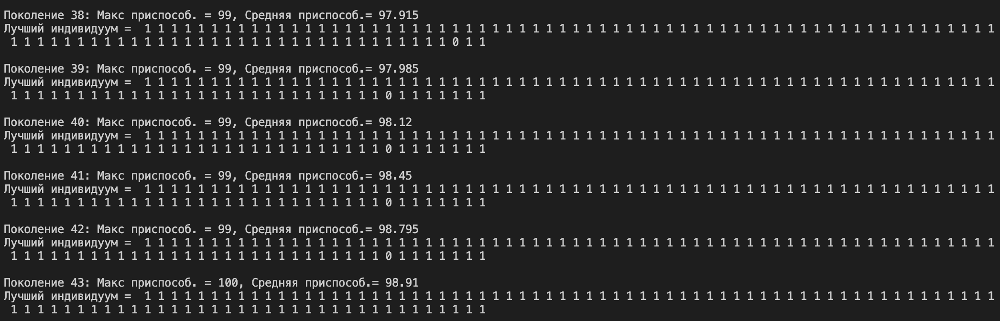 Поколение 38: Макс приспособ. = 99, Средняя приспособ.= 97.915
Лучший индивидуум =  1 1 1 1 1 1 1 1 1 1 1 1 1 1 1 1 1 1 1 1 1 1 1 1 1 1 1 1 1 1 1 1 1 1 1 1 1 1 1 1 1 1 1 1 1 1 1 1 1 1 1 1 1 1 1 1 1 1 1 1 1 1 1 1
1 1 1 1 1 1 1 1 1 1 1 1 1 1 1 1 1 1 1 1 1 1 1 1 1 1 1 1 1 1 1 1 1 0 1 1
Поколение 39: Макс приспособ. = 99, Средняя приспособ.= 97.985
Лучший индивидуум =  1 1 1 1 1 1 1 1 1 1 1 1 1 1 1 1 1 1 1 1 1 1 1 1 1 1 1 1 1 1 1 1 1 1 1 1 1 1 1 1 1 1 1 1 1 1 1 1 1 1 1 1 1 1 1 1 1 1 1 1 1 1 1 1
1 1 1 1 1 1 1 1 1 1 1 1 1 1 1 1 1 1 1 1 1 1 1 1 1 1 1 1 0 1 1 1 1 1 1 1
Поколение 40: Макс приспособ. = 99, Средняя приспособ.= 98.12
Лучший индивидуум =  1 1 1 1 1 1 1 1 1 1 1 1 1 1 1 1 1 1 1 1 1 1 1 1 1 1 1 1 1 1 1 1 1 1 1 1 1 1 1 1 1 1 1 1 1 1 1 1 1 1 1 1 1 1 1 1 1 1 1 1 1 1 1 1
1 1 1 1 1 1 1 1 1 1 1 1 1 1 1 1 1 1 1 1 1 1 1 1 1 1 1 1 0 1 1 1 1 1 1 1
Поколение 41: Макс приспособ. = 99, Средняя приспособ.= 98.45
Лучший индивидуум =  1 1 1 1 1 1 1 1 1 1 1 1 1 1 1 1 1 1 1 1 1 1 1 1 1 1 1 1 1 1 1 1 1 1 1 1 1 1 1 1 1 1 1 1 1 1 1 1 1 1 1 1 1 1 1 1 1 1 1 1 1 1 1 1
1 1 1 1 1 1 1 1 1 1 1 1 1 1 1 1 1 1 1 1 1 1 1 1 1 1 1 1 0 1 1 1 1 1 1 1
Поколение 42: Макс приспособ. = 99, Средняя приспособ.= 98.795
Лучший индивидуум =  1 1 1 1 1 1 1 1 1 1 1 1 1 1 1 1 1 1 1 1 1 1 1 1 1 1 1 1 1 1 1 1 1 1 1 1 1 1 1 1 1 1 1 1 1 1 1 1 1 1 1 1 1 1 1 1 1 1 1 1 1 1 1 1
1 1 1 1 1 1 1 1 1 1 1 1 1 1 1 1 1 1 1 1 1 1 1 1 1 1 1 1 0 1 1 1 1 1 1 1
Поколение 43: Макс приспособ. = 100, Средняя приспособ.= 98.91
Лучший индивидуум =  1 1 1 1 1 1 1 1 1 1 1 1 1 1 1 1 1 1 1 1 1 1 1 1 1 1 1 1 1 1 1 1 1 1 1 1 1 1 1 1 1 1 1 1 1 1 1 1 1 1 1 1 1 1 1 1 1 1 1 1 1 1 1 1
1 1 1 1 1 1 1 1 1 1 1 1 1 1 1 1 1 1 1 1 1 1 1 1 1 1 1 1 1 1 1 1 1 1 1 1